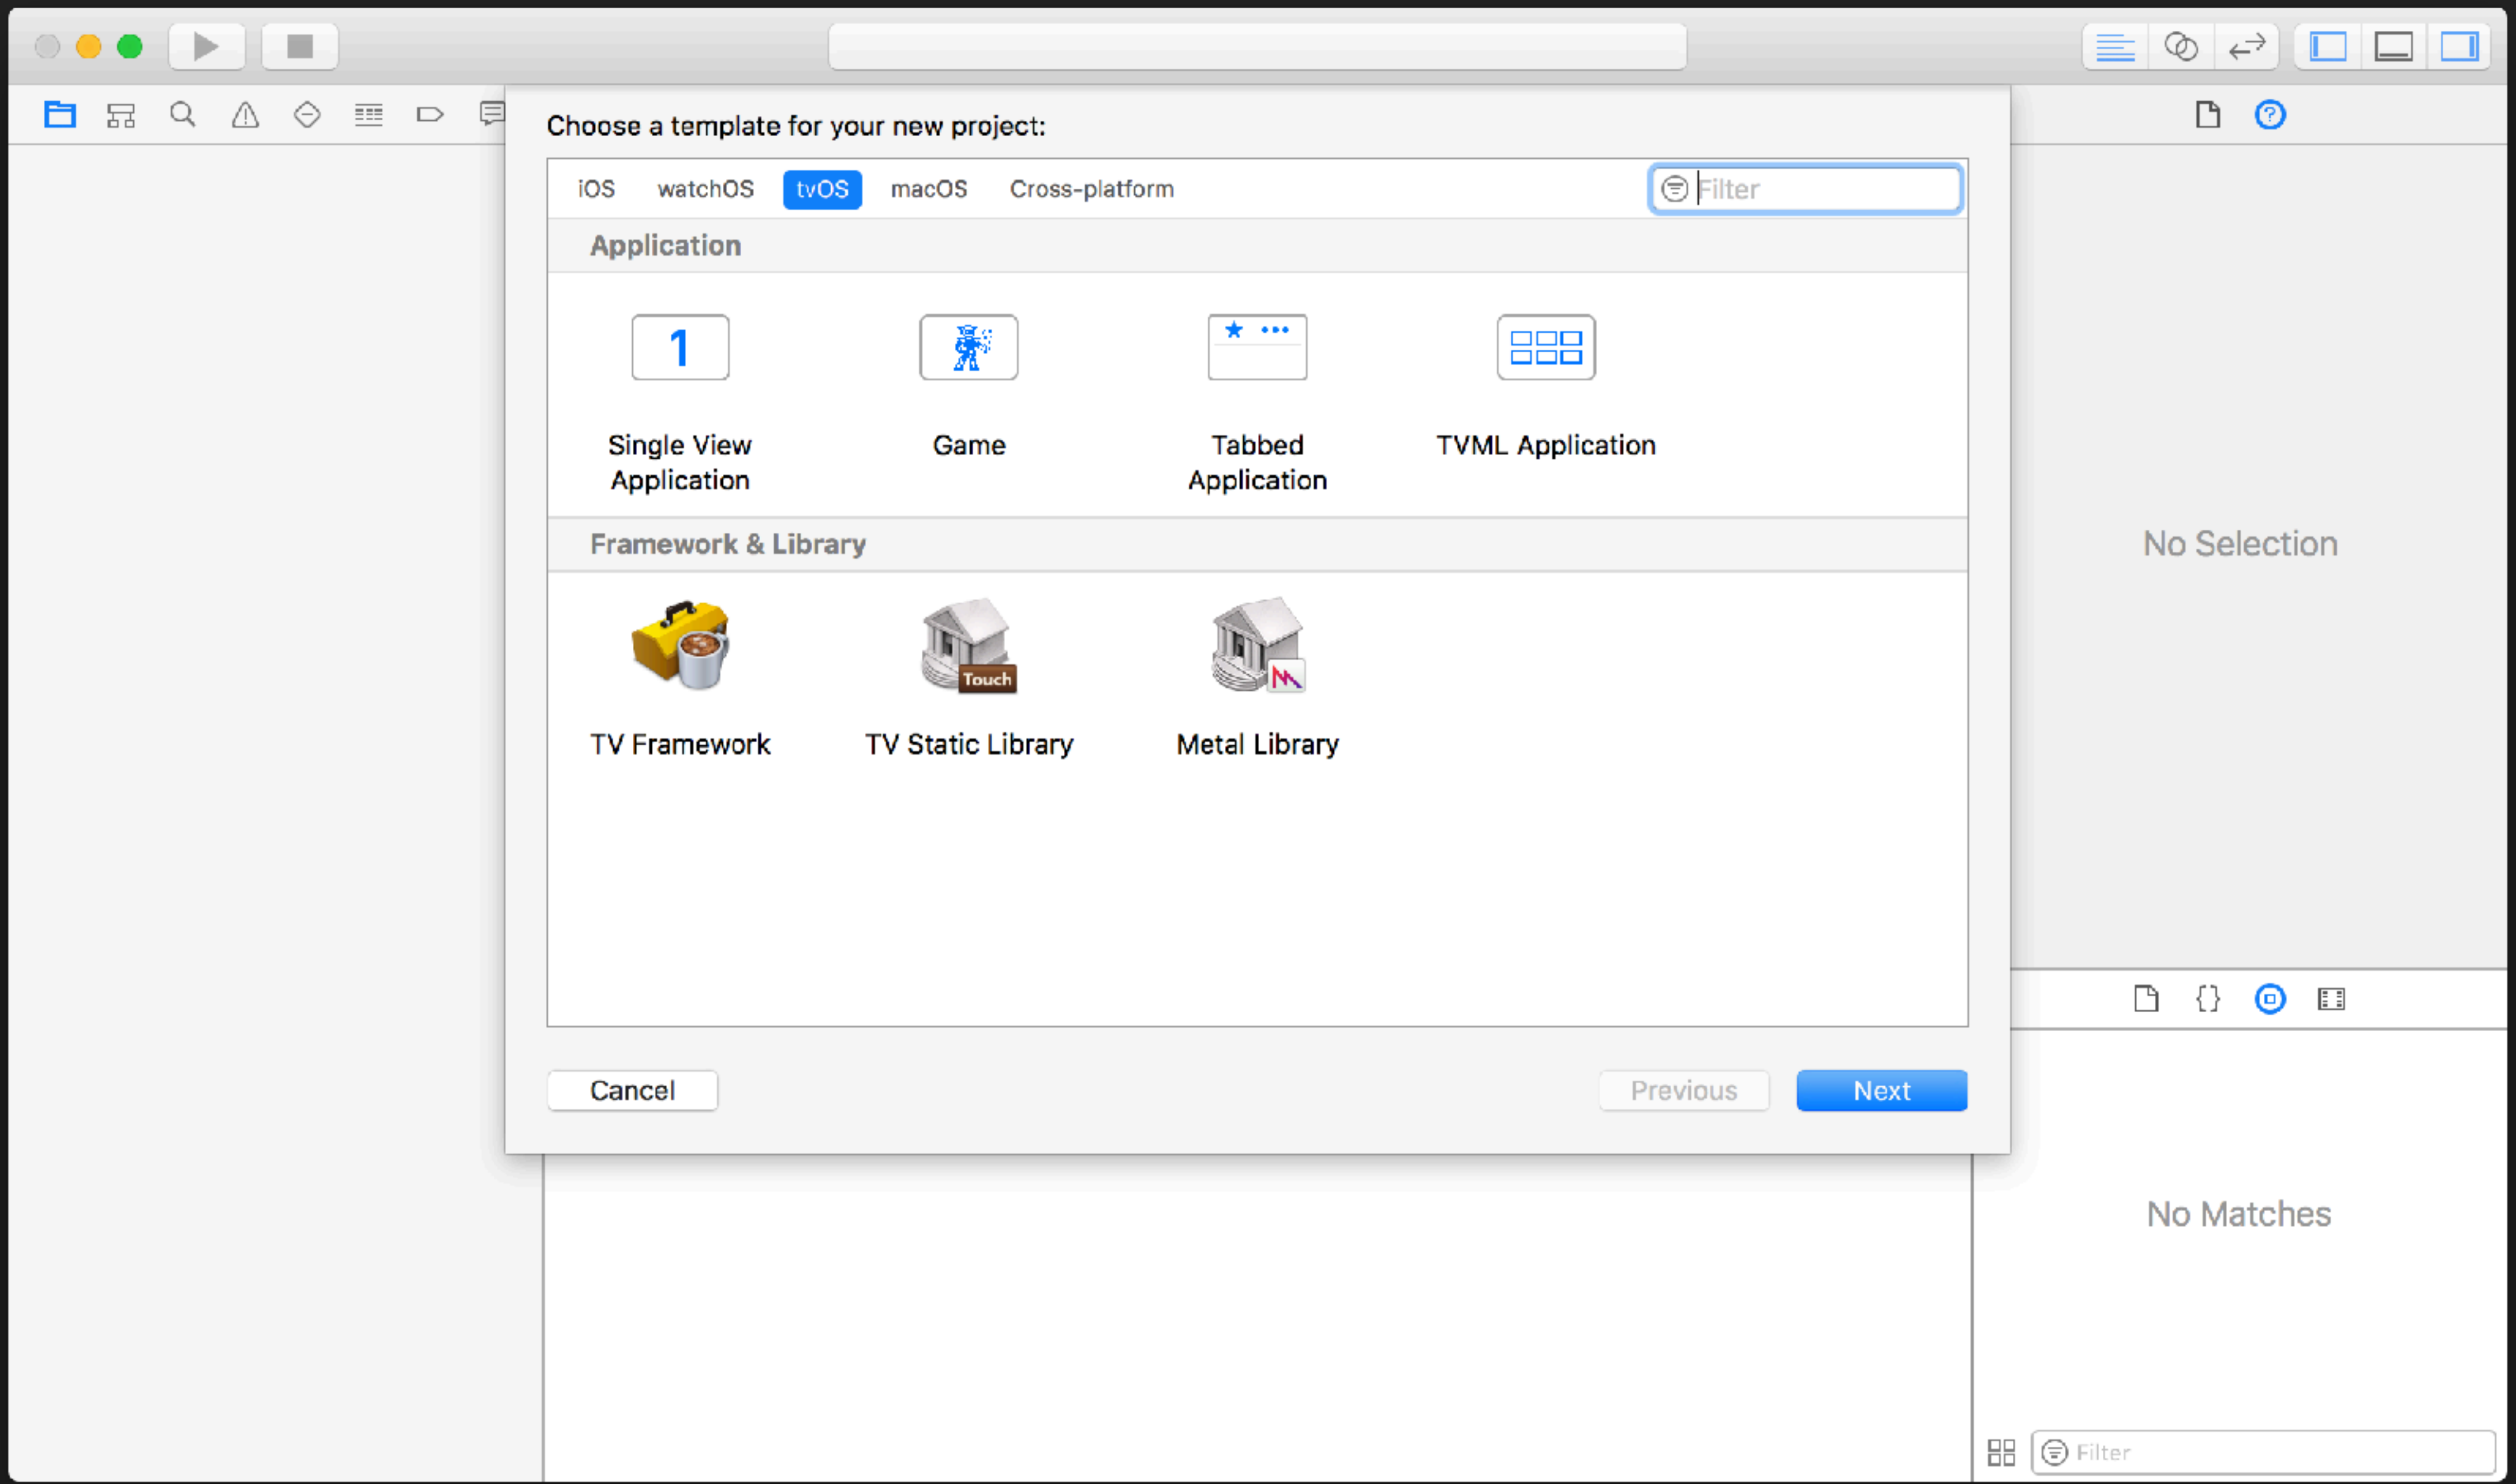 Choose a template for your new project:
iOS watchOS tvOS macOS Cross-platform Filter
Application
1
Single View Application
Game
Tabbed Application
TVML Application
Framework & Library
Touch
TV Framework
TV Static Library
Metal Library
Cancel Previous Next
No Selection
No Matches
Filter